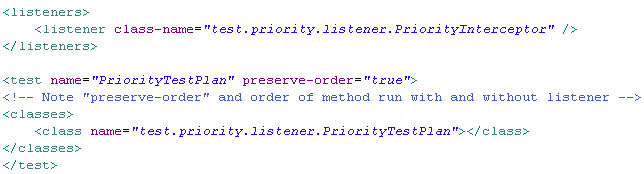 <listeners>
    <listener class-name="test.priority.listener.PriorityInterceptor" />
</listeners>

<test name="PriorityTestPlan" preserve-order="true">
<!-- Note "preserve-order" and order of method run with and without listener -->
<classes>
    <class name="test.priority.listener.PriorityTestPlan"></class>
</classes>
</test>